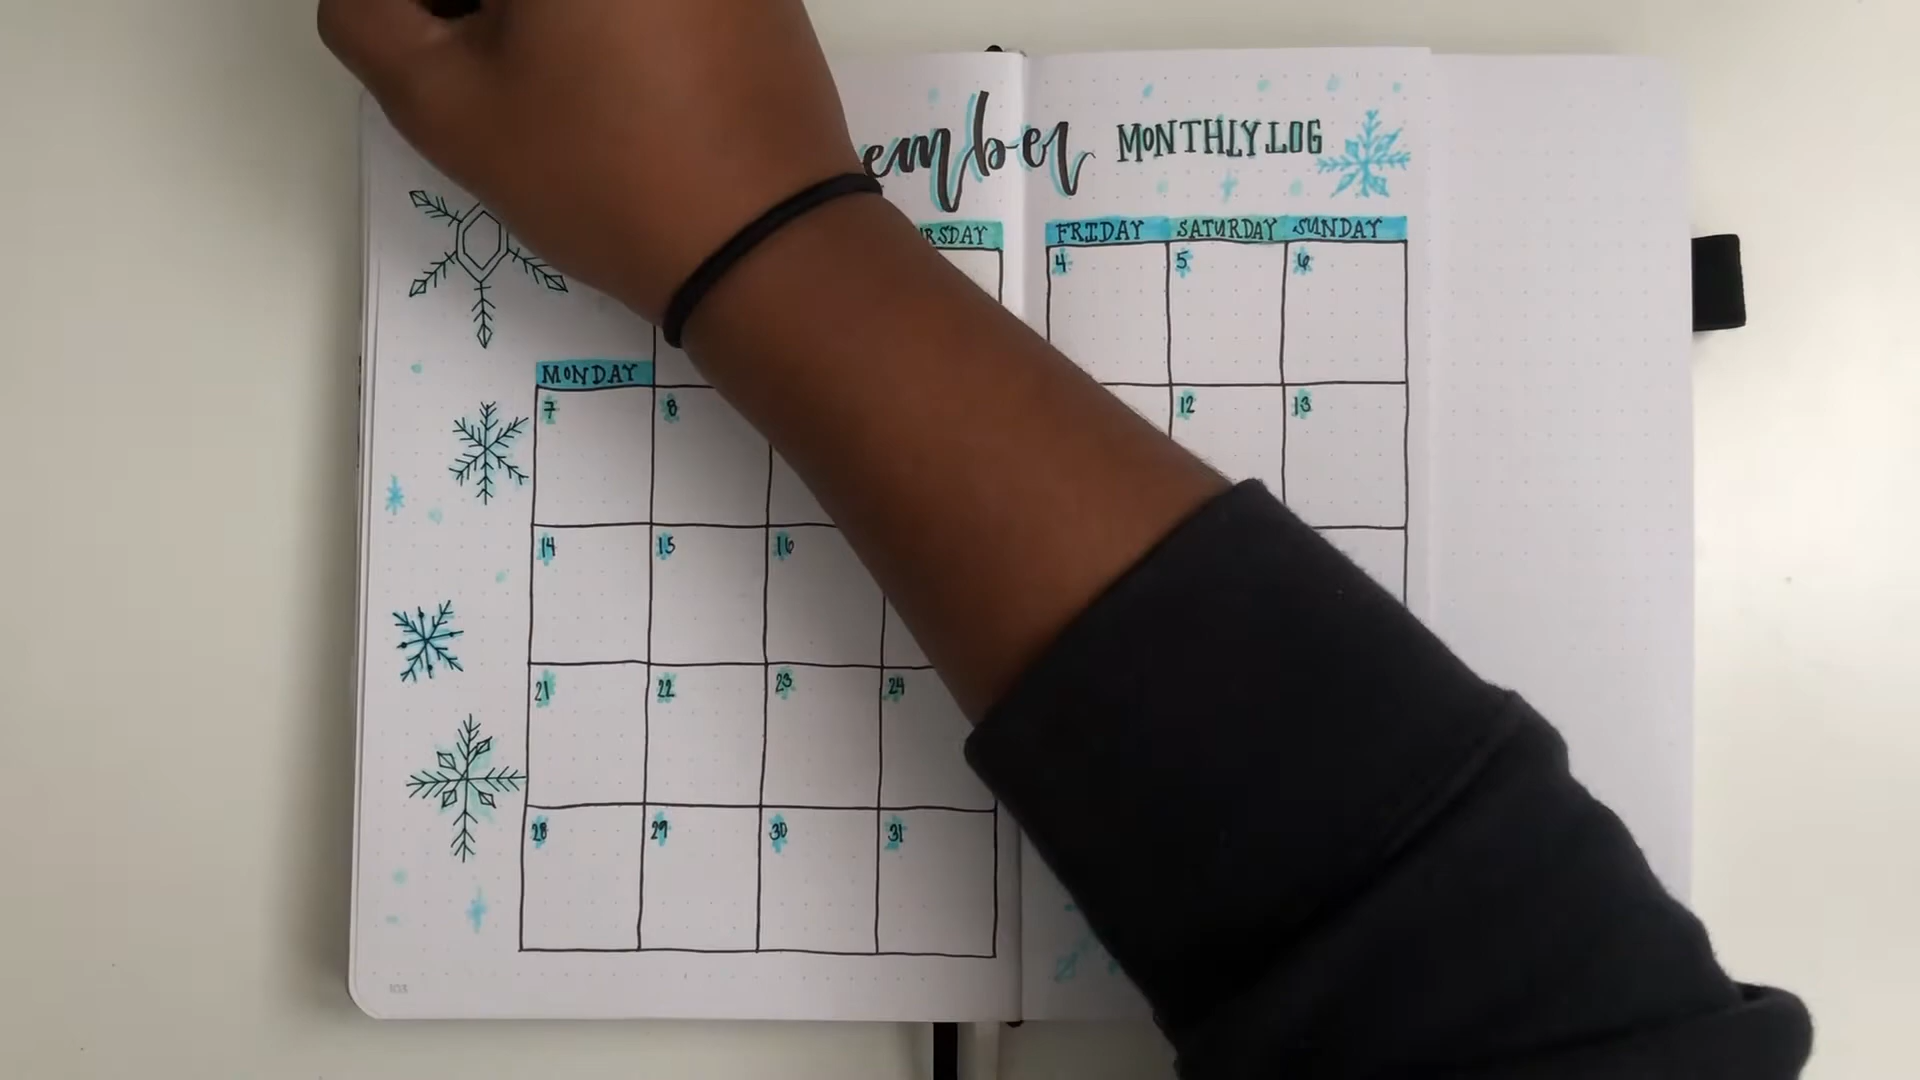 ember MONTHLY LOG
RSDAY FRIDAY SATURDAY SUNDAY
4 5 6
MONDAY
7 8 12 13
14 15 16
21 22 23 24
28 29 30 31
103